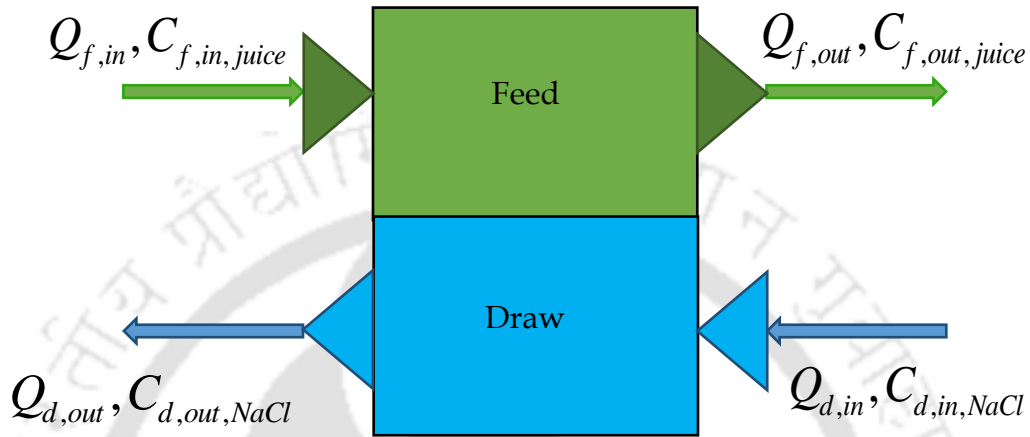 Q_{f,in}, C_{f,in,juice}
Q_{f,out}, C_{f,out,juice}
Feed
Draw
Q_{d,out}, C_{d,out,NaCl}
Q_{d,in}, C_{d,in,NaCl}